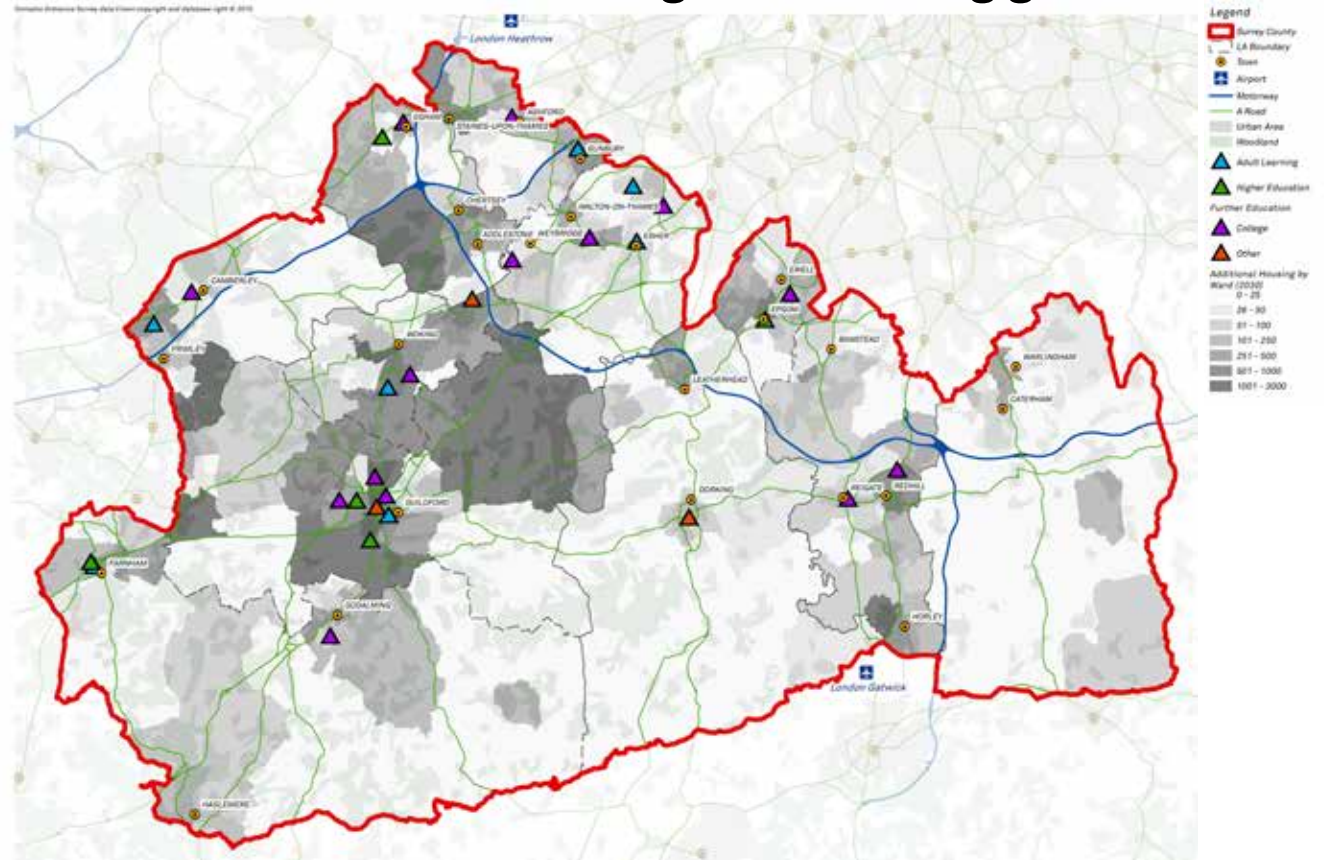 London Heathrow
EGHAM
ASHFORD
STAINES-UPON-THAMES
SUNBURY
CHERTSEY
WALTON-ON-THAMES
ADDLESTONE
WEYBRIDGE
ESHER
CAMBERLEY
EWELL
EPSOM
FRIMLEY
WOKING
BANSTEAD
WARLINGHAM
LEATHERHEAD
CATERHAM
GUILDFORD
DORKING
REIGATE
REDHILL
FARNHAM
GODALMING
HORLEY
London Gatwick
HASLEMERE
Legend
Surrey County
LA Boundary
Town
Airport
Motorway
A Road
Urban Area
Woodland
Adult Learning
Higher Education
Further Education
College
Other
Additional Housing by
Ward (2030)
0 - 25
26 - 50
51 - 100
101 - 250
251 - 500
501 - 1000
1001 - 3000